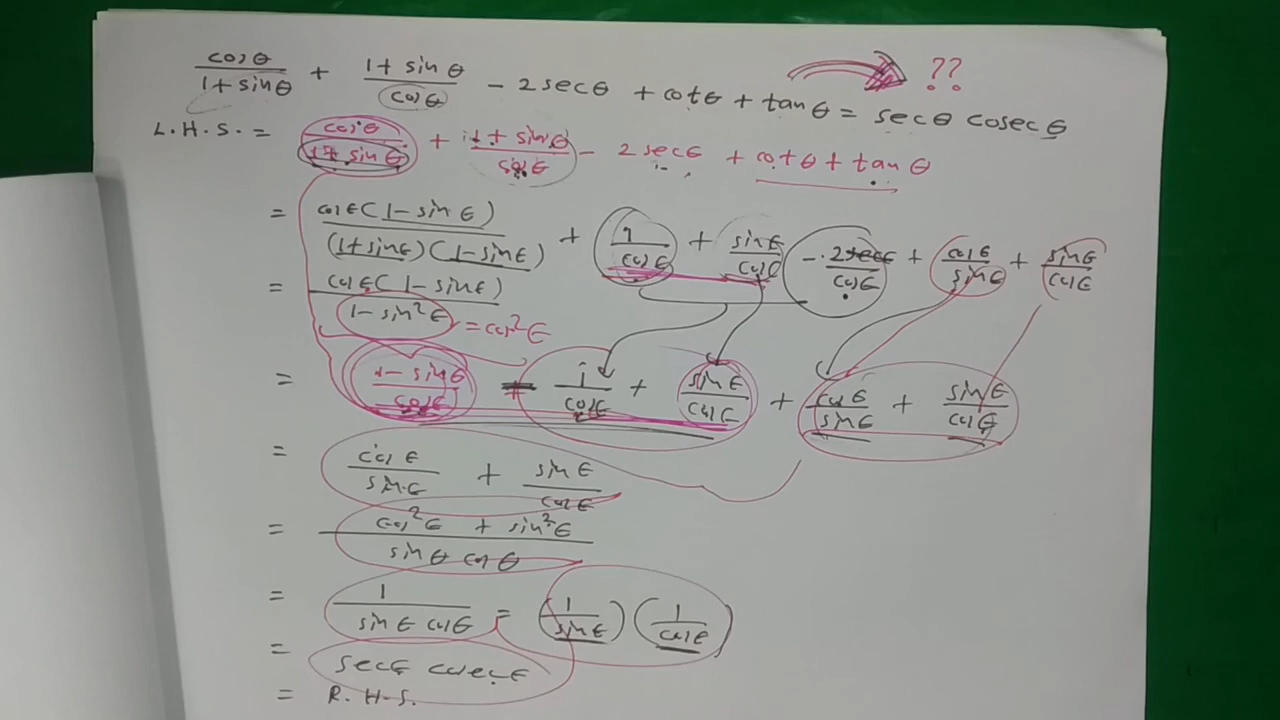 cosθ/(1 + sinθ) + (1 + sinθ)/cosθ − 2secθ + cotθ + tanθ = secθ cosecθ ??
L.H.S. = cosθ/(1 + sinθ) + (1 + sinθ)/cosθ − 2secθ + cotθ + tanθ
= cosθ(1 − sinθ)/(1+sinθ)(1−sinθ) + 1/cosθ + sinθ/cosθ − 2/cosθ + cosθ/sinθ + sinθ/cosθ
= cosθ(1 − sinθ)/1 − sin²θ = cos²θ
= (1 − sinθ)/cosθ − 1/cosθ + sinθ/cosθ + cosθ/sinθ + sinθ/cosθ
= cosθ/sinθ + sinθ/cosθ
= (cos²θ + sin²θ)/sinθ cosθ
= 1/sinθ cosθ = (1/sinθ)(1/cosθ)
= secθ cosecθ
= R.H.S.